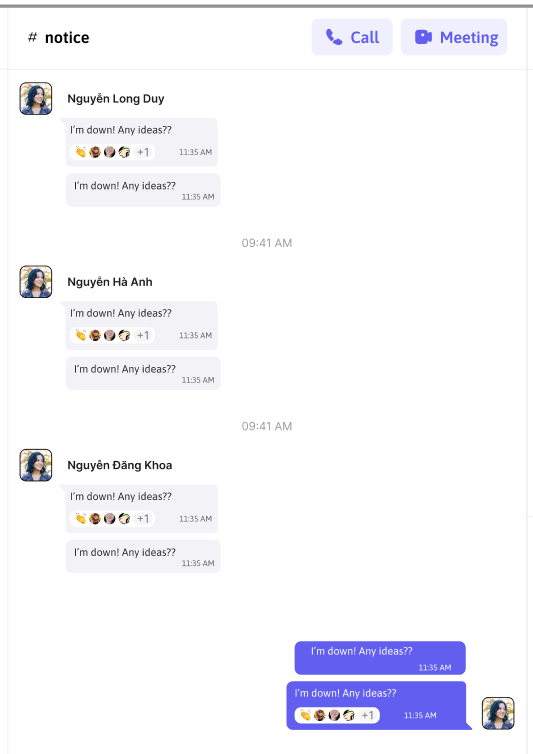 # notice
Call
Meeting
Nguyễn Long Duy
I'm down! Any ideas??
+1 11:35 AM
I'm down! Any ideas??
11:35 AM
09:41 AM
Nguyễn Hà Anh
I'm down! Any ideas??
+1 11:35 AM
I'm down! Any ideas??
11:35 AM
09:41 AM
Nguyễn Đăng Khoa
I'm down! Any ideas??
+1 11:35 AM
I'm down! Any ideas??
11:35 AM
I'm down! Any ideas??
11:35 AM
I'm down! Any ideas??
+1 11:35 AM